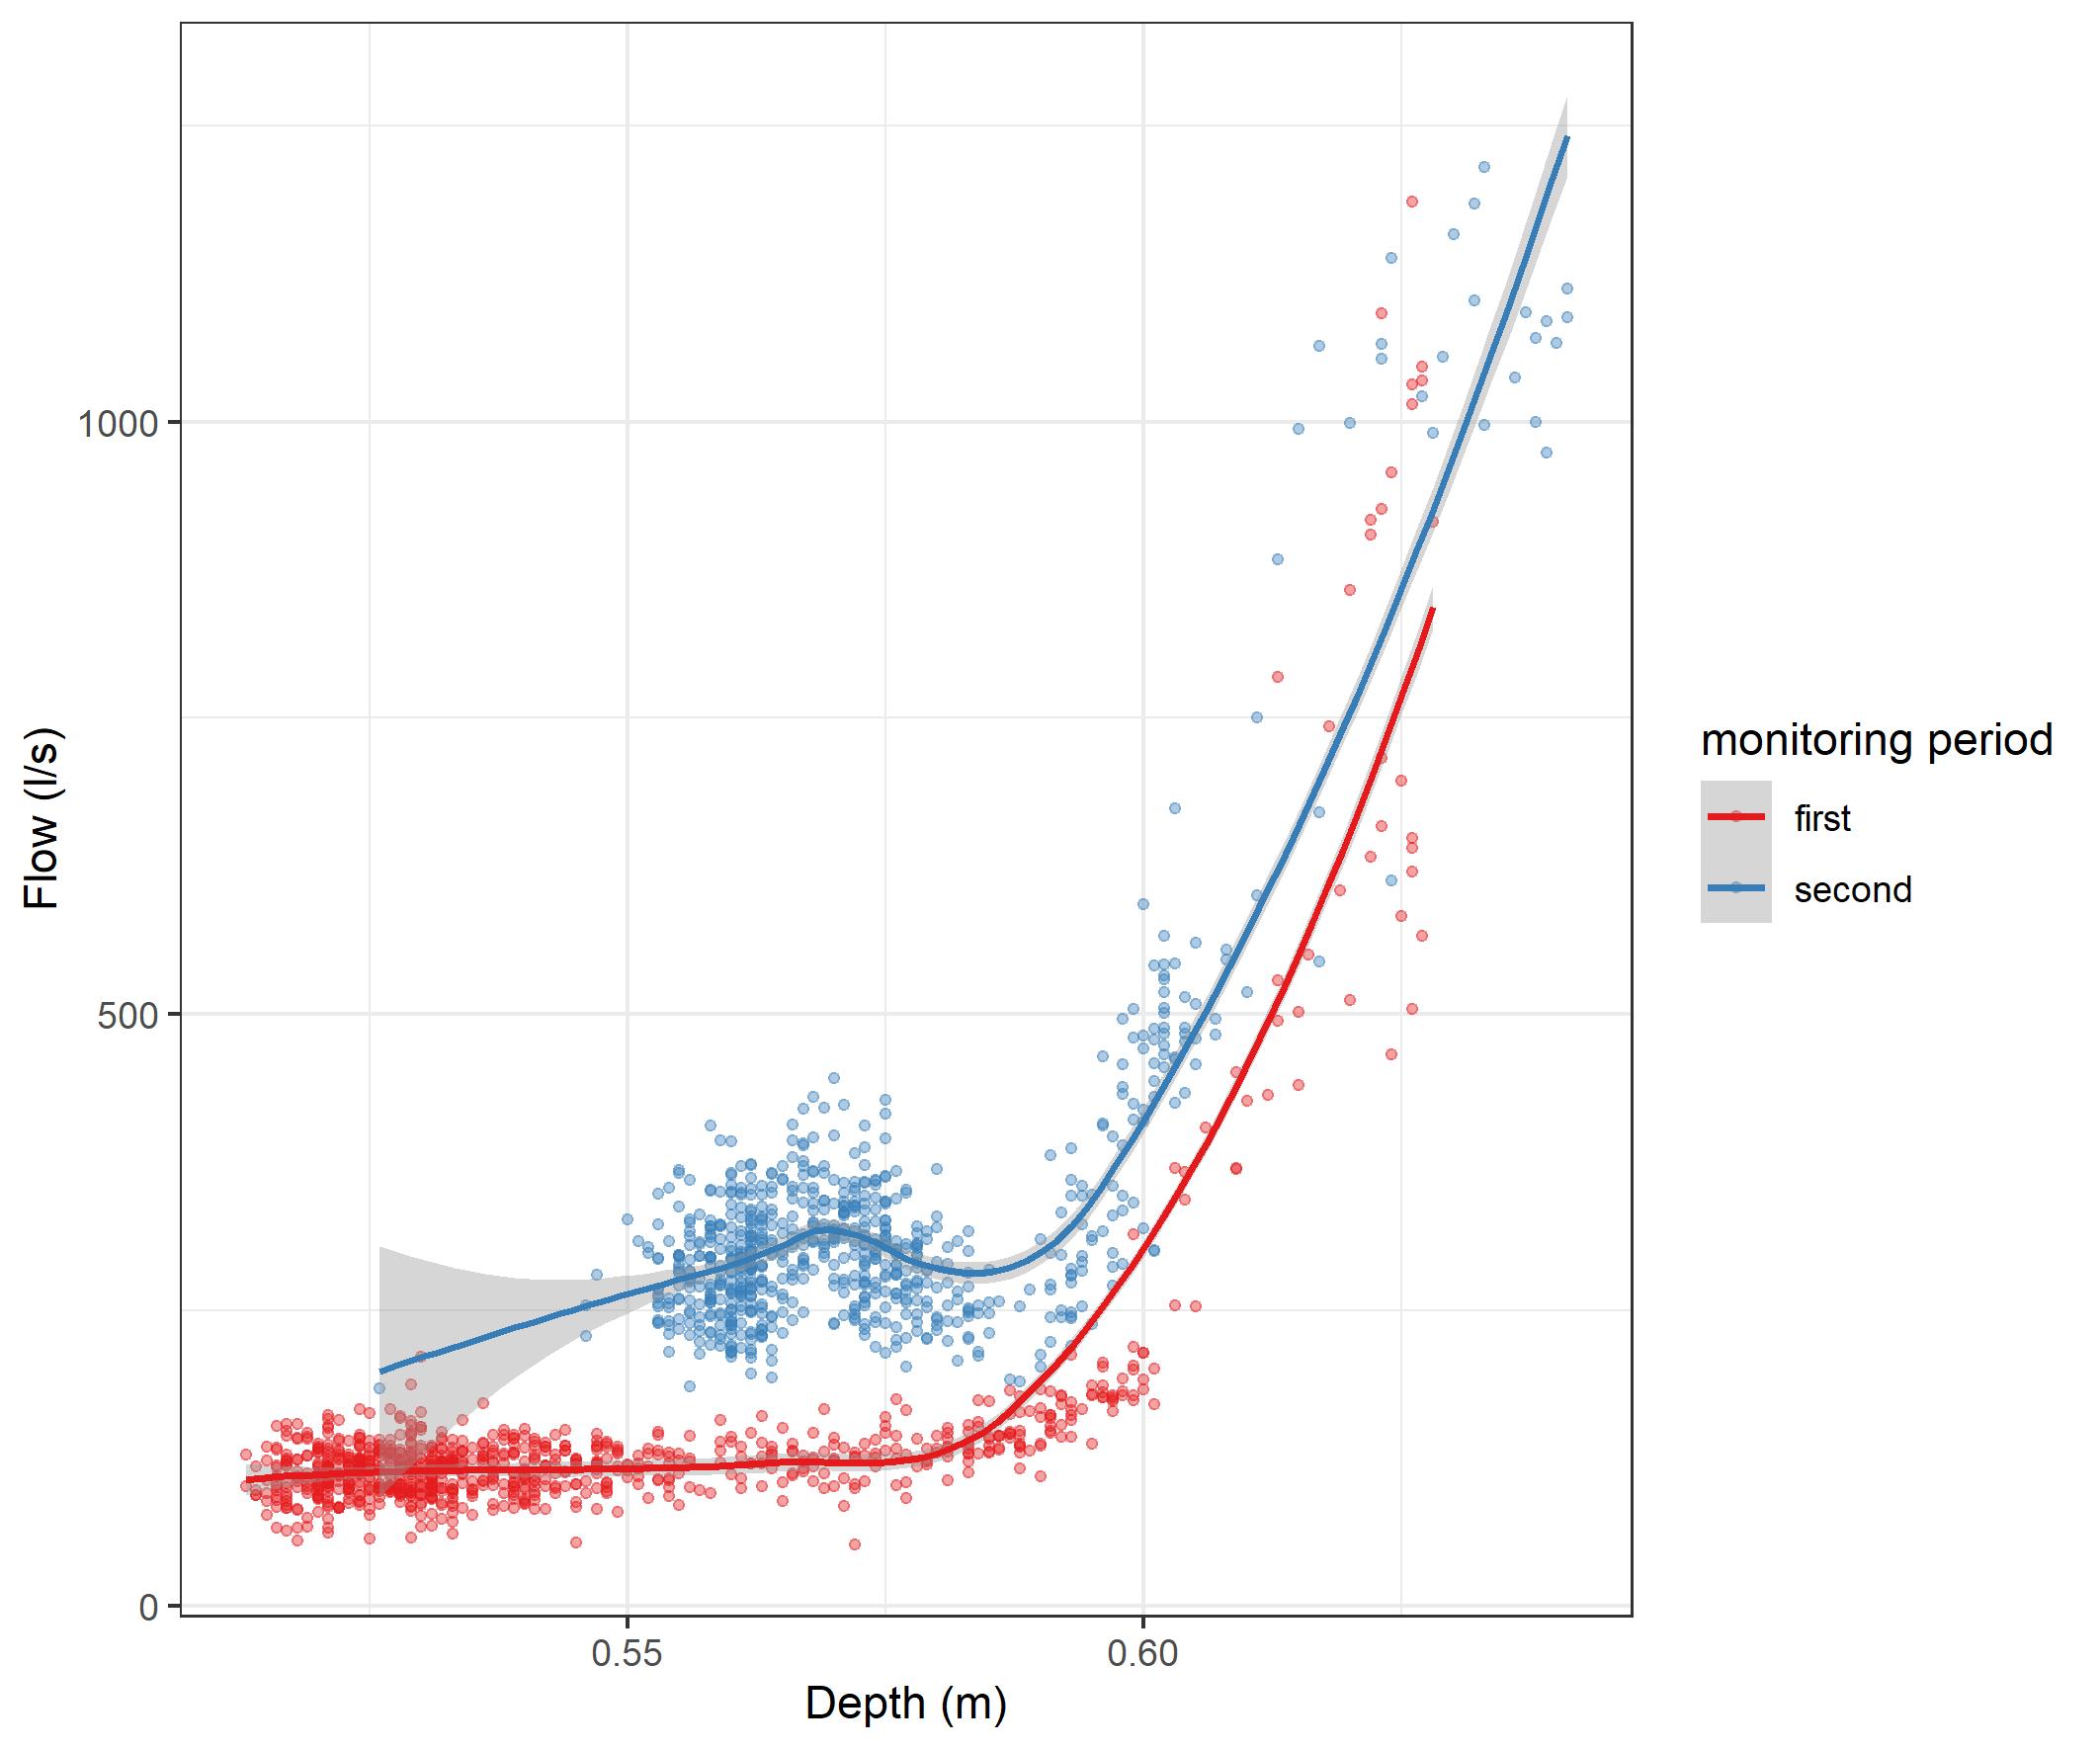 1000
500
0
Flow (l/s)
0.55
0.60
Depth (m)
monitoring period
first
second